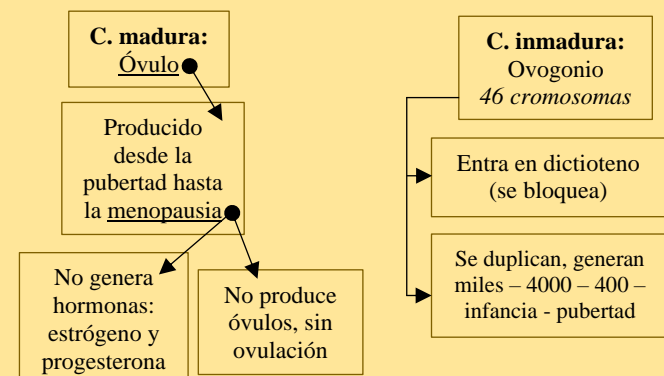 C. madura:
Óvulo
Producido
desde la
pubertad hasta
la menopausia
No genera
hormonas:
estrógeno y
progesterona
No produce
óvulos, sin
ovulación
C. inmadura:
Ovogonio
46 cromosomas
Entra en dictioteno
(se bloquea)
Se duplican, generan
miles – 4000 – 400 –
infancia - pubertad